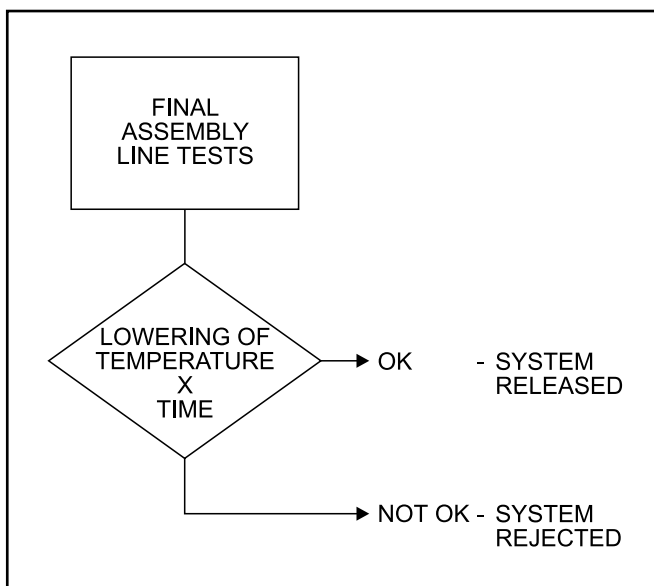 FINAL
ASSEMBLY
LINE TESTS
LOWERING OF
TEMPERATURE
X
TIME
OK - SYSTEM
RELEASED
NOT OK - SYSTEM
REJECTED